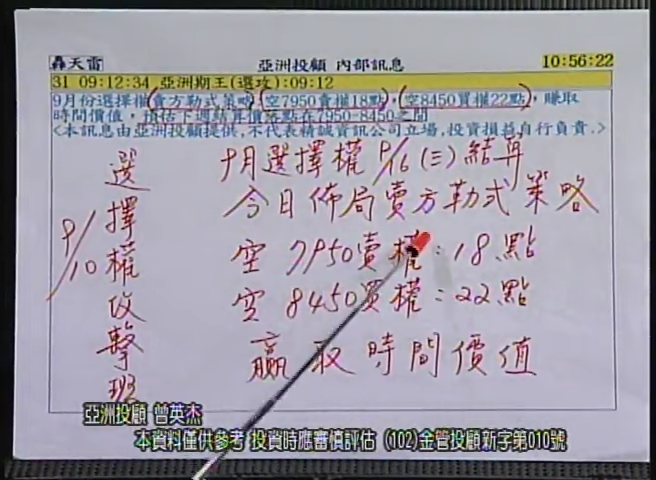 轟天雷 亞洲投顧 內部訊息 10:56:22
31 09:12:34 亞洲期王(選攻):09:12
9月份選擇權(賣方勒式策略)(空7950賣權18點),(空8450買權22點),賺取
時間價值,預估下週結算價落點在7950-8450之間
<本訊息由亞洲投顧提供,不代表精誠資訊公司立場,投資損益自行負責.>
選擇權攻擊班
9/10
9月選擇權 9/16(三)結算
今日佈局賣方勒式策略
空 7950賣權:18點
空 8450買權:22點
贏取時間價值
亞洲投顧 曾英杰
本資料僅供參考 投資時應審慎評估 (102)金管投顧新字第010號